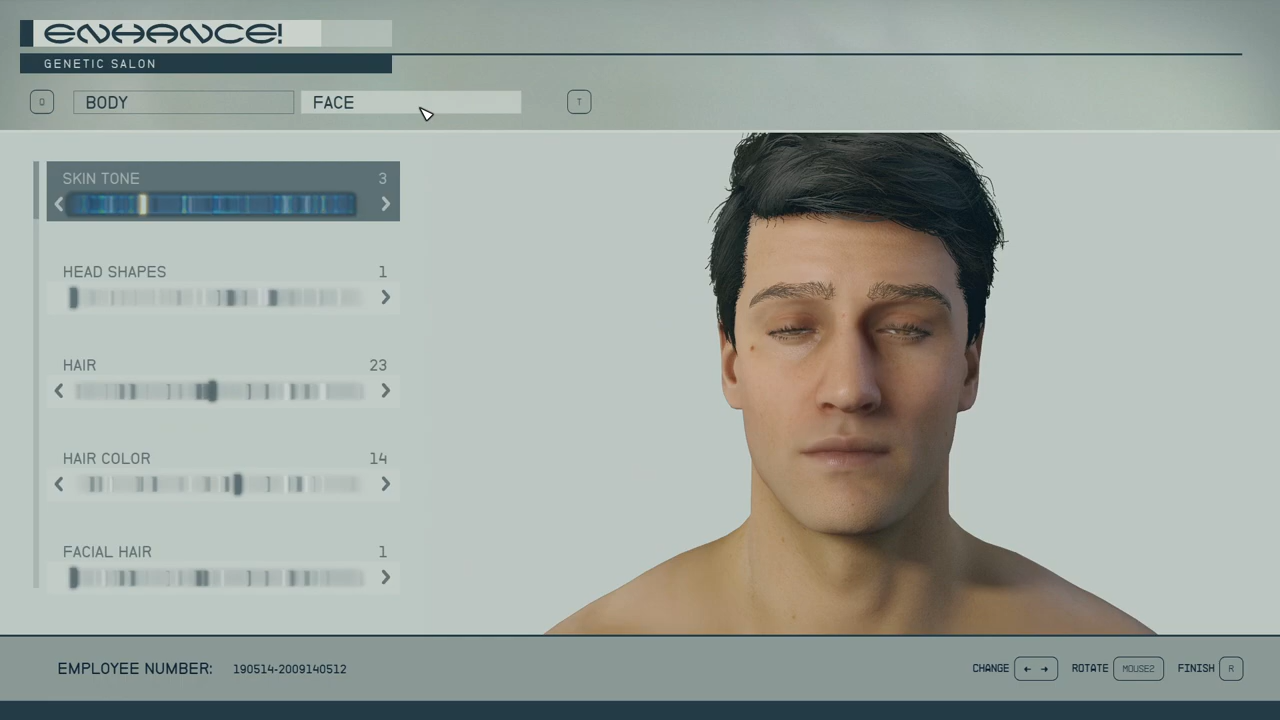 ENHANCE!
GENETIC SALON
Q BODY FACE T
SKIN TONE 3
HEAD SHAPES 1
HAIR 23
HAIR COLOR 14
FACIAL HAIR 1
EMPLOYEE NUMBER: 190514-2009140512
CHANGE ← → ROTATE MOUSE2 FINISH R